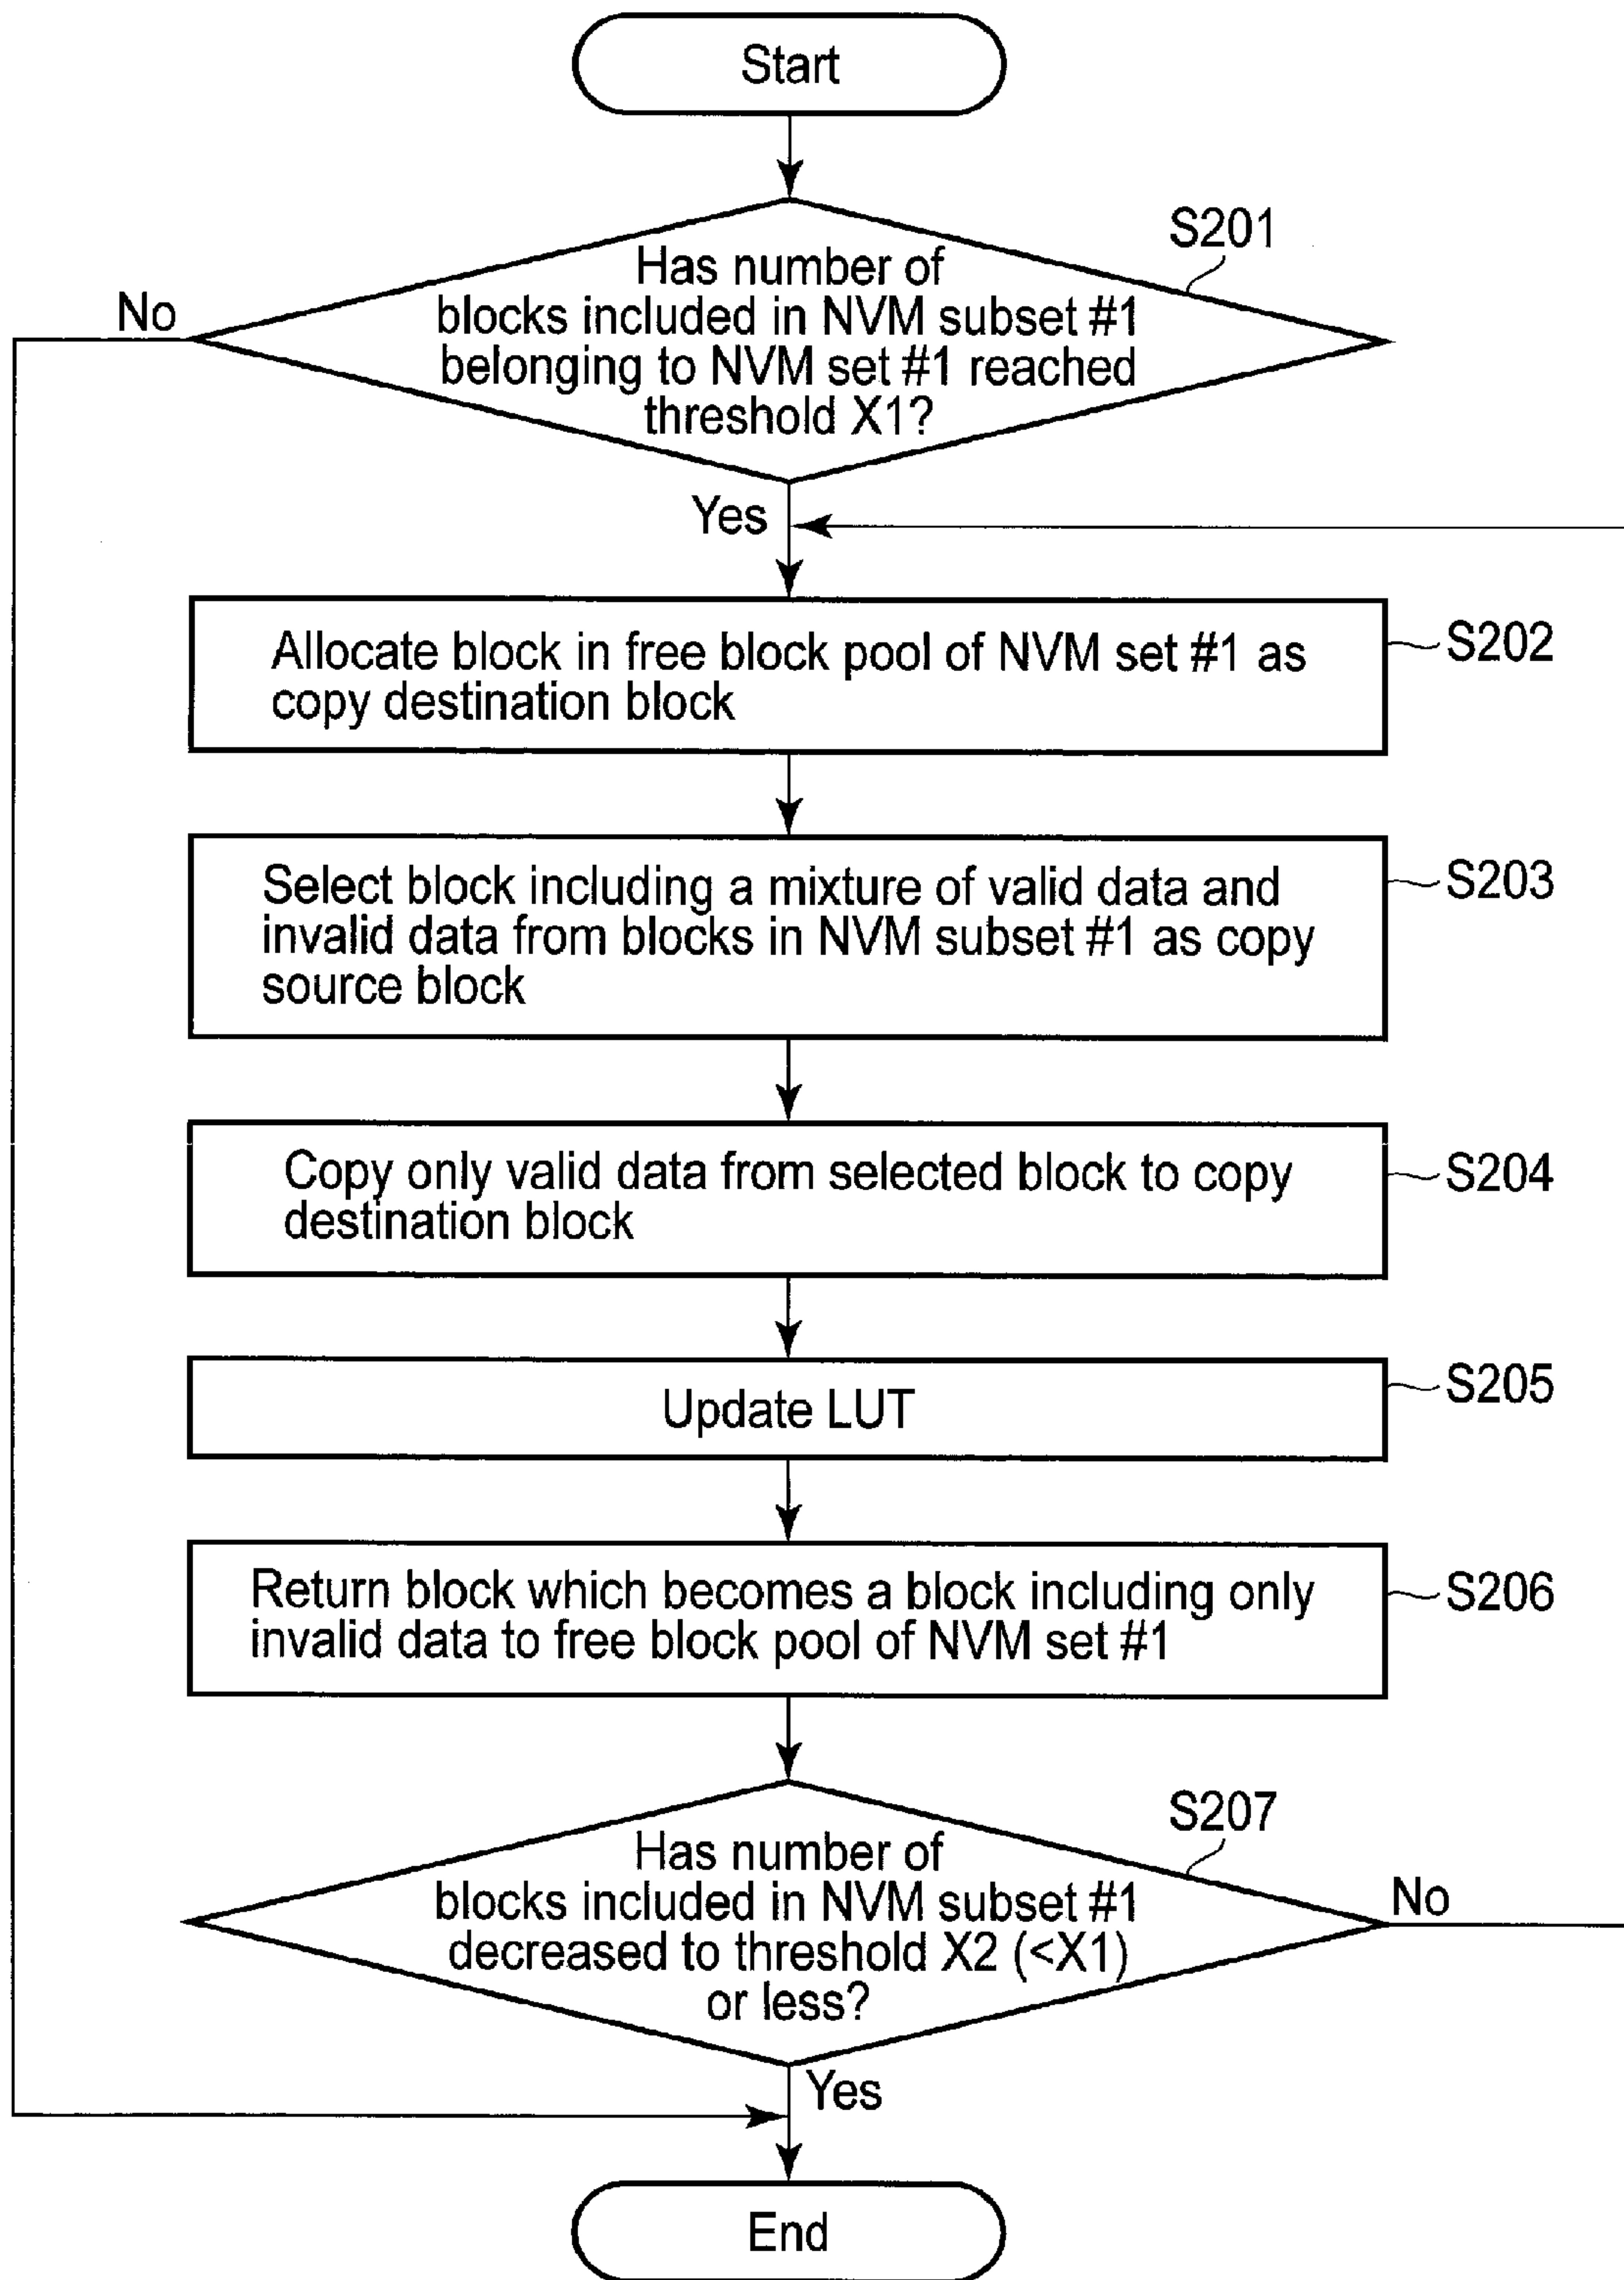 Start
S201
Has number of
blocks included in NVM subset #1
belonging to NVM set #1 reached
threshold X1?
No
Yes
Allocate block in free block pool of NVM set #1 as
copy destination block
S202
Select block including a mixture of valid data and
invalid data from blocks in NVM subset #1 as copy
source block
S203
Copy only valid data from selected block to copy
destination block
S204
Update LUT
S205
Return block which becomes a block including only
invalid data to free block pool of NVM set #1
S206
S207
Has number of
blocks included in NVM subset #1
decreased to threshold X2 (<X1)
or less?
No
Yes
End